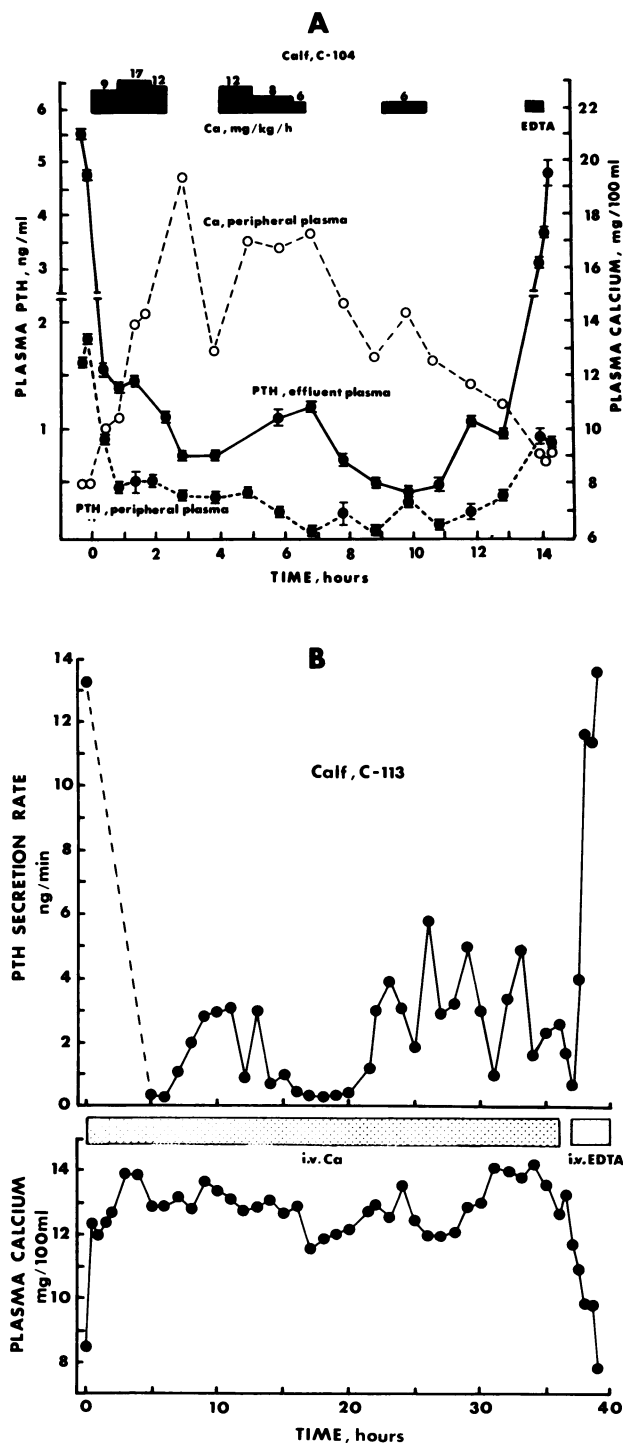 A
Calf, C-104
9 17 12 12 8 6 6
Ca, mg/kg/h EDTA
6 22
5 20
4 18
3 16
14
2 12
1 10
8
6
PLASMA PTH, ng/ml
PLASMA CALCIUM, mg/100ml
Ca, peripheral plasma
PTH, effluent plasma
PTH, peripheral plasma
0 2 4 6 8 10 12 14
TIME, hours
B
Calf, C-113
14
12
10
8
6
4
2
0
PTH SECRETION RATE
ng/min
i.v. Ca i.v. EDTA
14
12
10
8
PLASMA CALCIUM
mg/100ml
0 10 20 30 40
TIME, hours